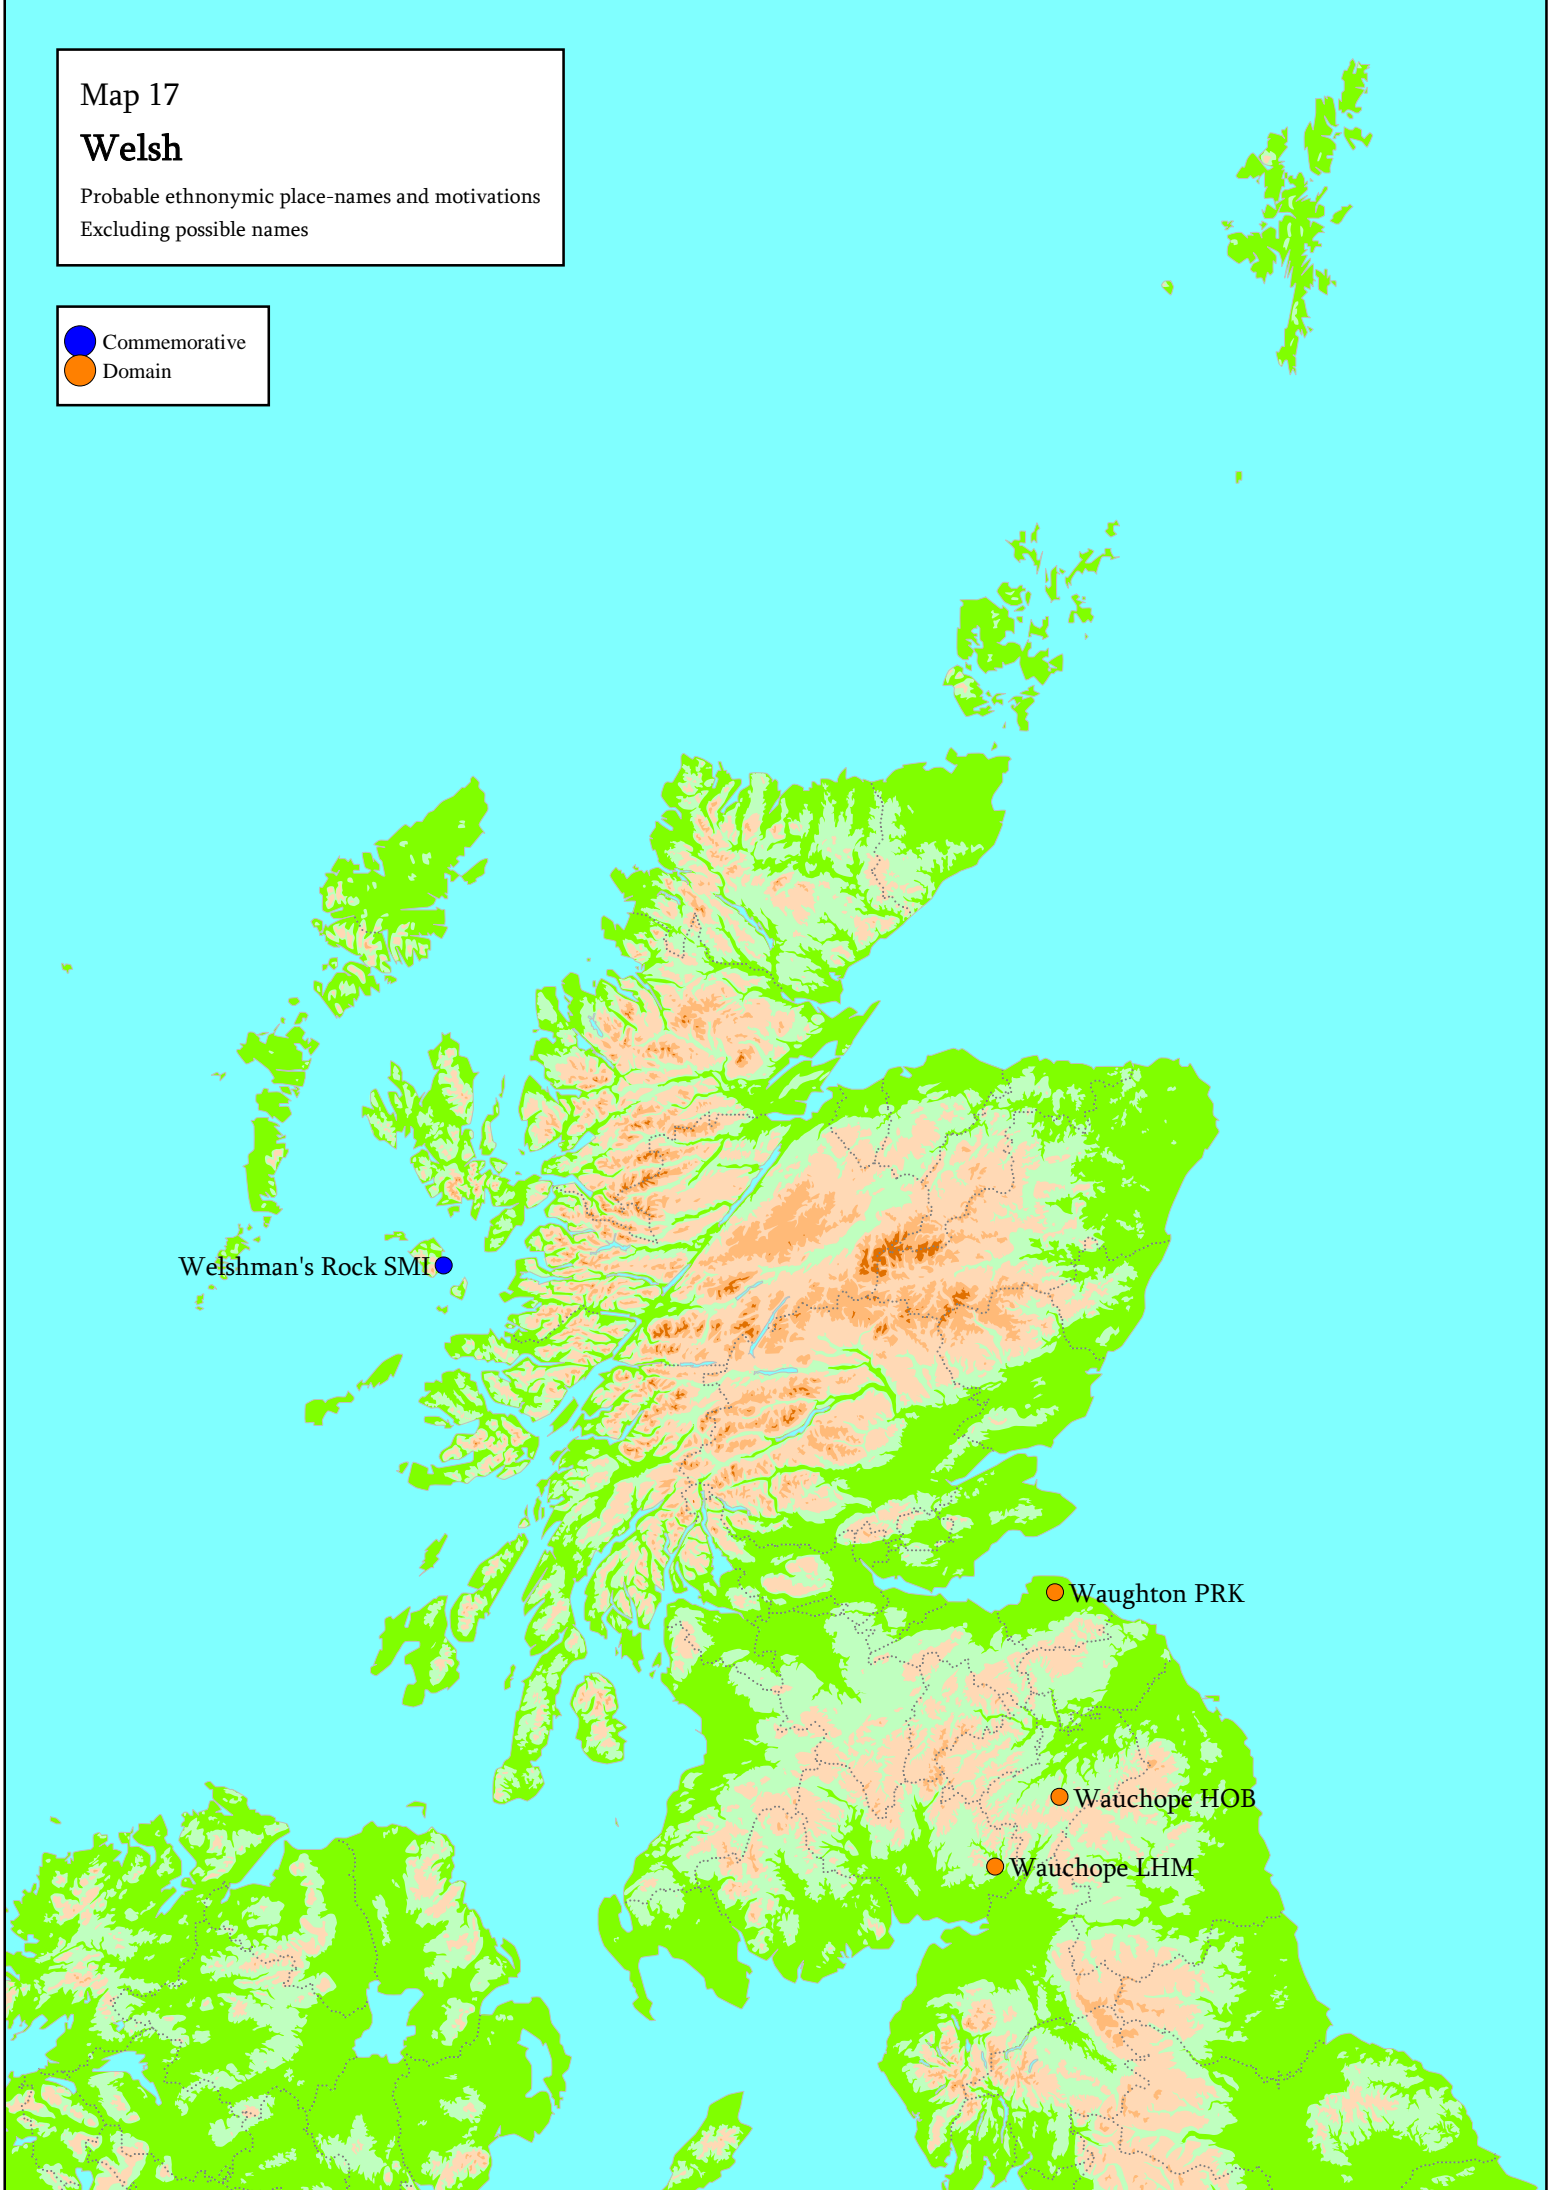 Map 17
Welsh
Probable ethnonymic place-names and motivations
Excluding possible names
Commemorative
Domain
Welshman's Rock SMI
Waughton PRK
Wauchope HOB
Wauchope LHM